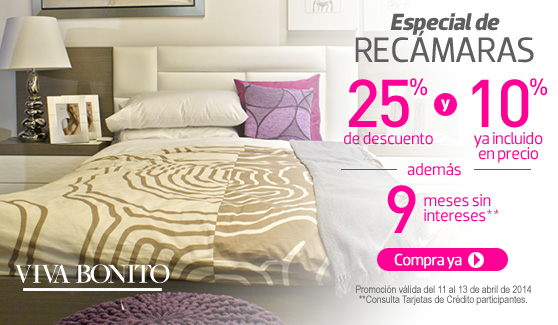 Especial de
RECÁMARAS
25% y 10%
de descuento ya incluido
en precio
además
9 meses sin
intereses**
Compra ya
VIVA BONITO
Promoción válida del 11 al 13 de abril de 2014
**Consulta Tarjetas de Crédito participantes.